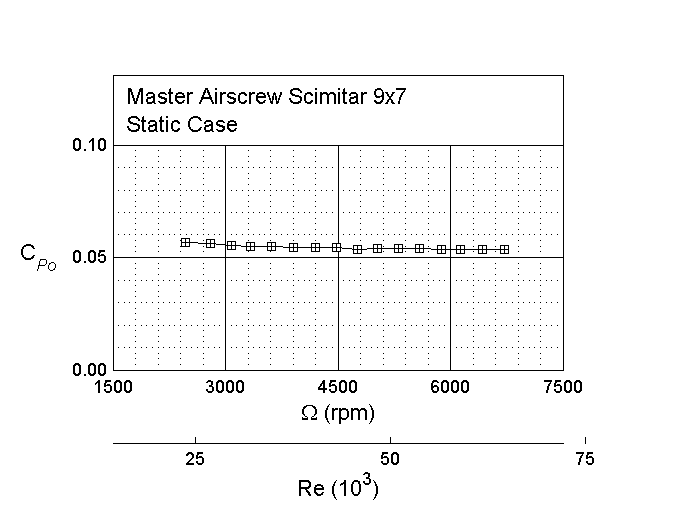 Master Airscrew Scimitar 9x7
Static Case
0.10
C_Po
0.05
0.00
1500 3000 4500 6000 7500
Ω (rpm)
25 50 75
Re (10^3)